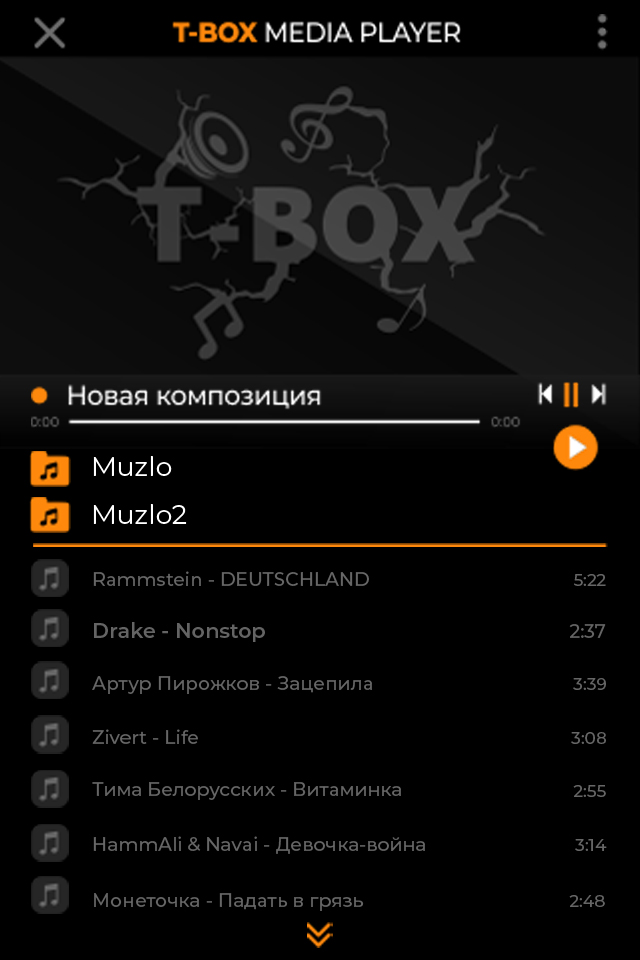 T-BOX MEDIA PLAYER
T-BOX
Новая композиция
0:00 0:00
Muzlo
Muzlo2
Rammstein - DEUTSCHLAND 5:22
Drake - Nonstop 2:37
Артур Пирожков - Зацепила 3:39
Zivert - Life 3:08
Тима Белорусских - Витаминка 2:55
HammAli & Navai - Девочка-война 3:14
Монеточка - Падать в грязь 2:48